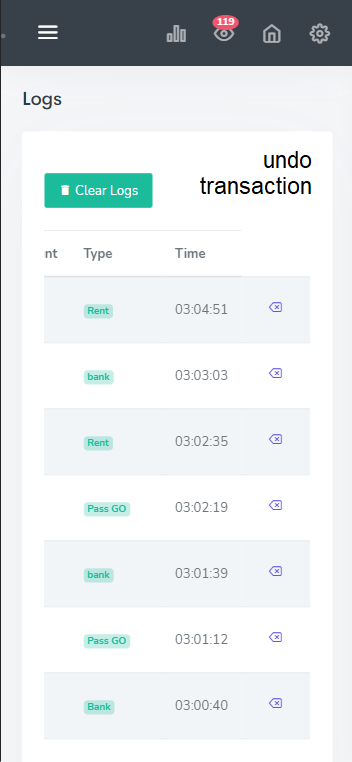 119
Logs
undo
transaction
Clear Logs
nt Type Time
Rent 03:04:51
bank 03:03:03
Rent 03:02:35
Pass GO 03:02:19
bank 03:01:39
Pass GO 03:01:12
Bank 03:00:40